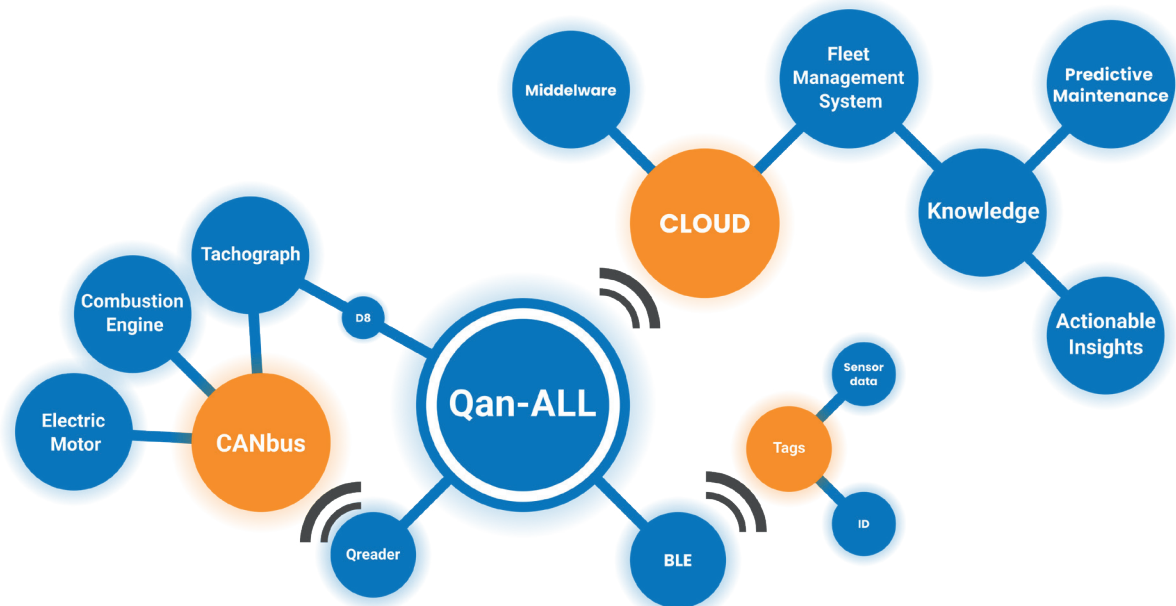 Middelware
Fleet
Management
System
Predictive
Maintenance
CLOUD
Knowledge
Actionable
Insights
Tachograph
Combustion
Engine
D8
Electric
Motor
CANbus
Qan-ALL
Sensor
data
Tags
ID
Qreader
BLE